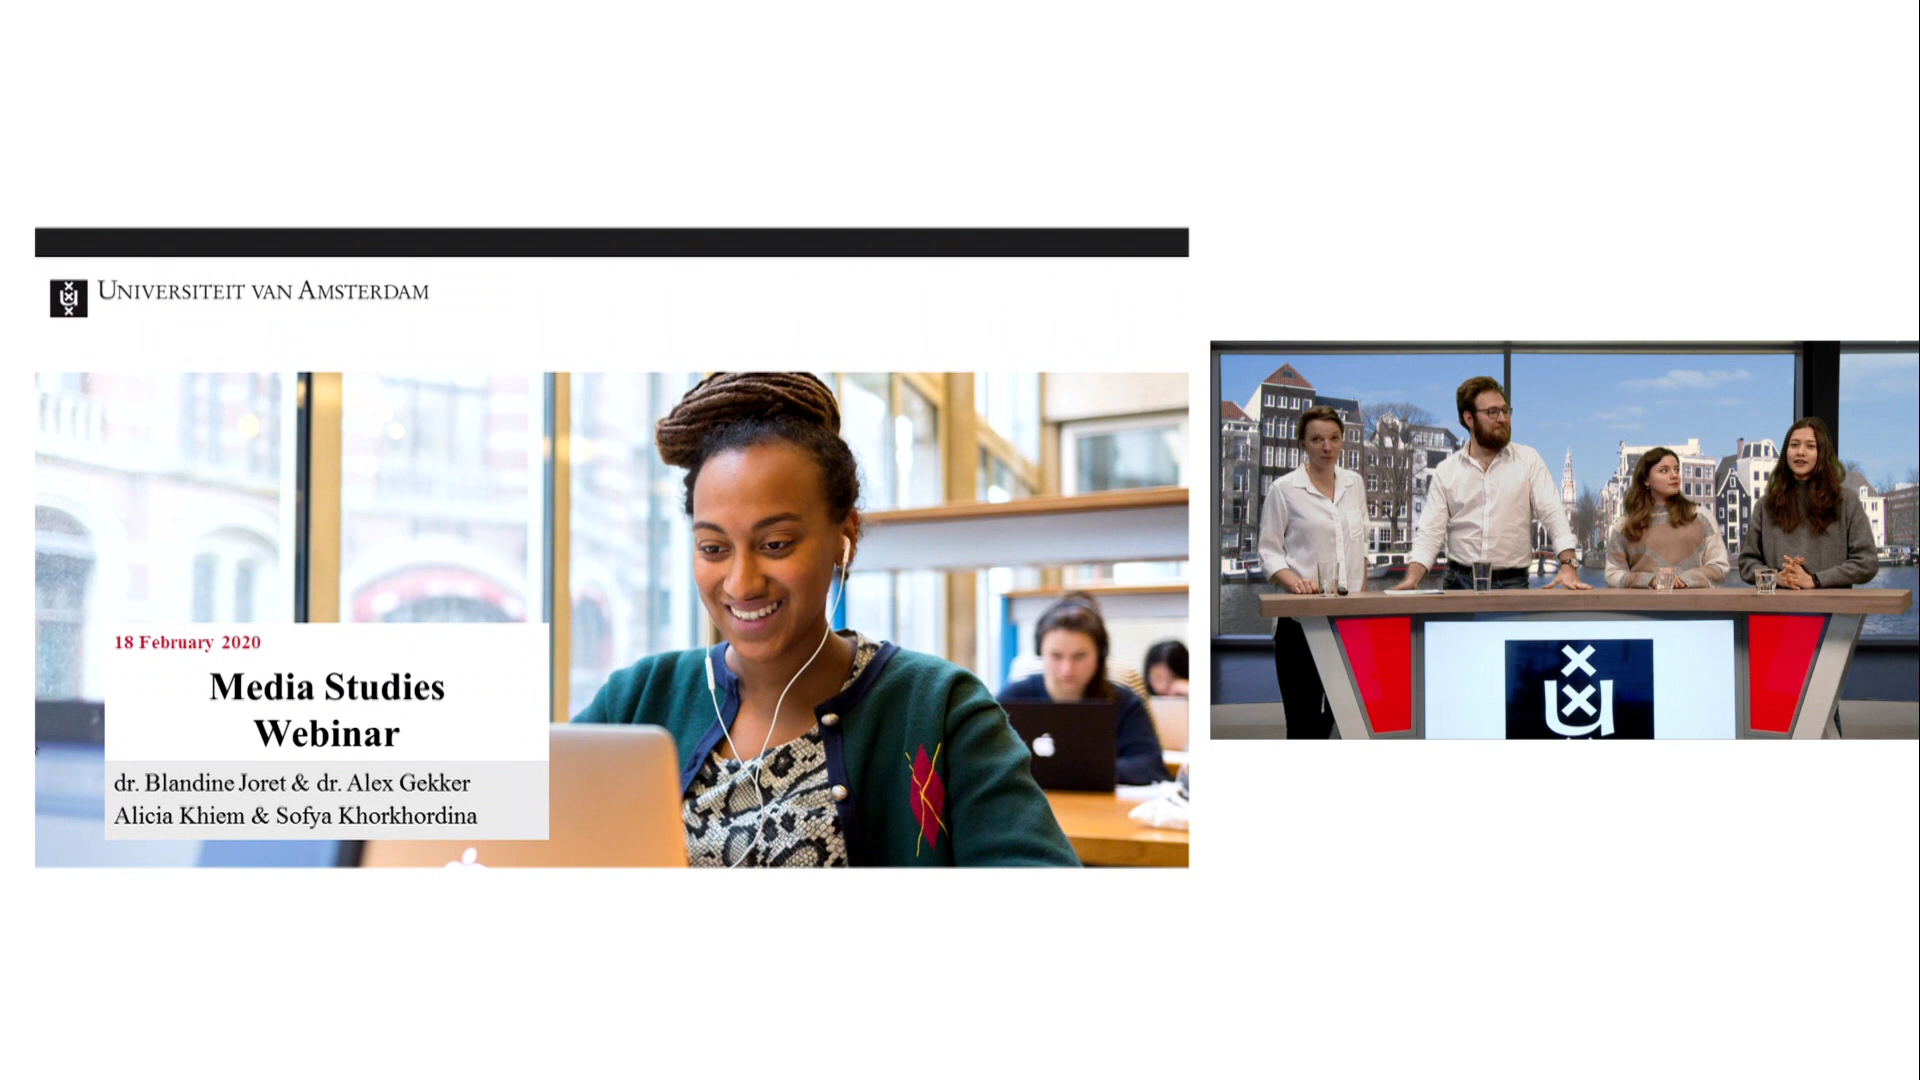 UNIVERSITEIT VAN AMSTERDAM
18 February 2020
Media Studies
Webinar
dr. Blandine Joret & dr. Alex Gekker
Alicia Khiem & Sofya Khorkhordina